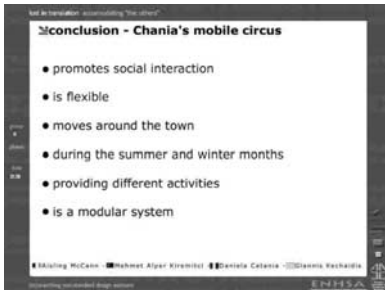 lost in translation accomodating "the others"
conclusion - Chania's mobile circus
• promotes social interaction
• is flexible
• moves around the town
• during the summer and winter months
• providing different activities
• is a modular system
Aisling McCann - Mehmet Alper Kiremitci - Daniela Catania - Giannis Kechaidis
ENHSA